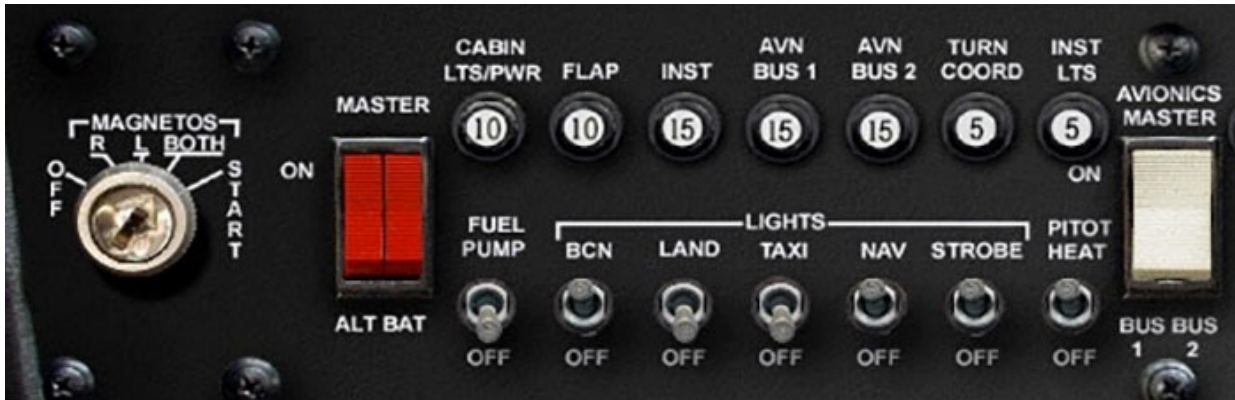 MAGNETOS
R L BOTH
OFF
START
MASTER
ON
ALT BAT
CABIN
LTS/PWR
10
FLAP
10
INST
15
AVN
BUS 1
15
AVN
BUS 2
15
TURN
COORD
5
INST
LTS
5
AVIONICS
MASTER
ON
BUS BUS
1 2
LIGHTS
FUEL
PUMP
OFF
BCN
OFF
LAND
OFF
TAXI
OFF
NAV
OFF
STROBE
OFF
PITOT
HEAT
OFF